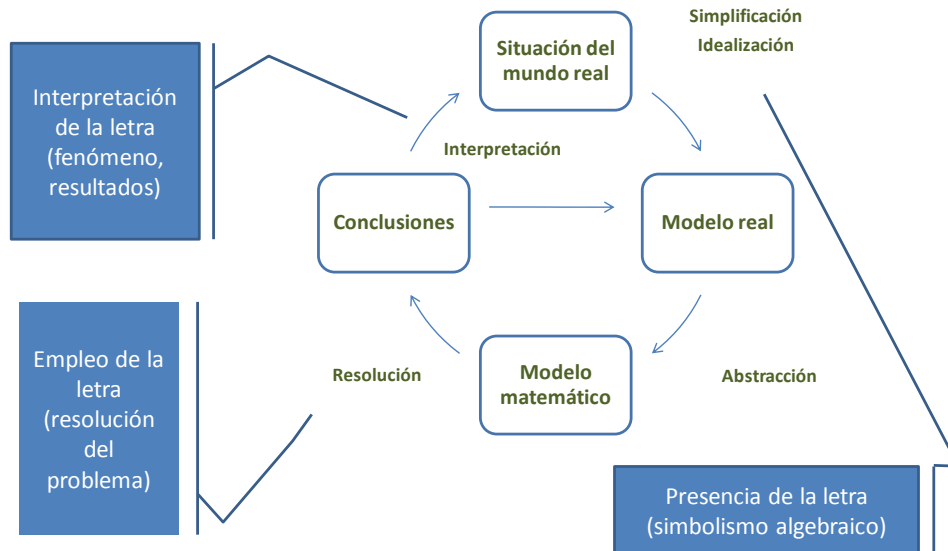 Simplificación
Idealización
Situación del
mundo real
Interpretación
de la letra
(fenómeno,
resultados)
Interpretación
Conclusiones
Modelo real
Empleo de la
letra
(resolución
del
problema)
Resolución
Modelo
matemático
Abstracción
Presencia de la letra
(simbolismo algebraico)